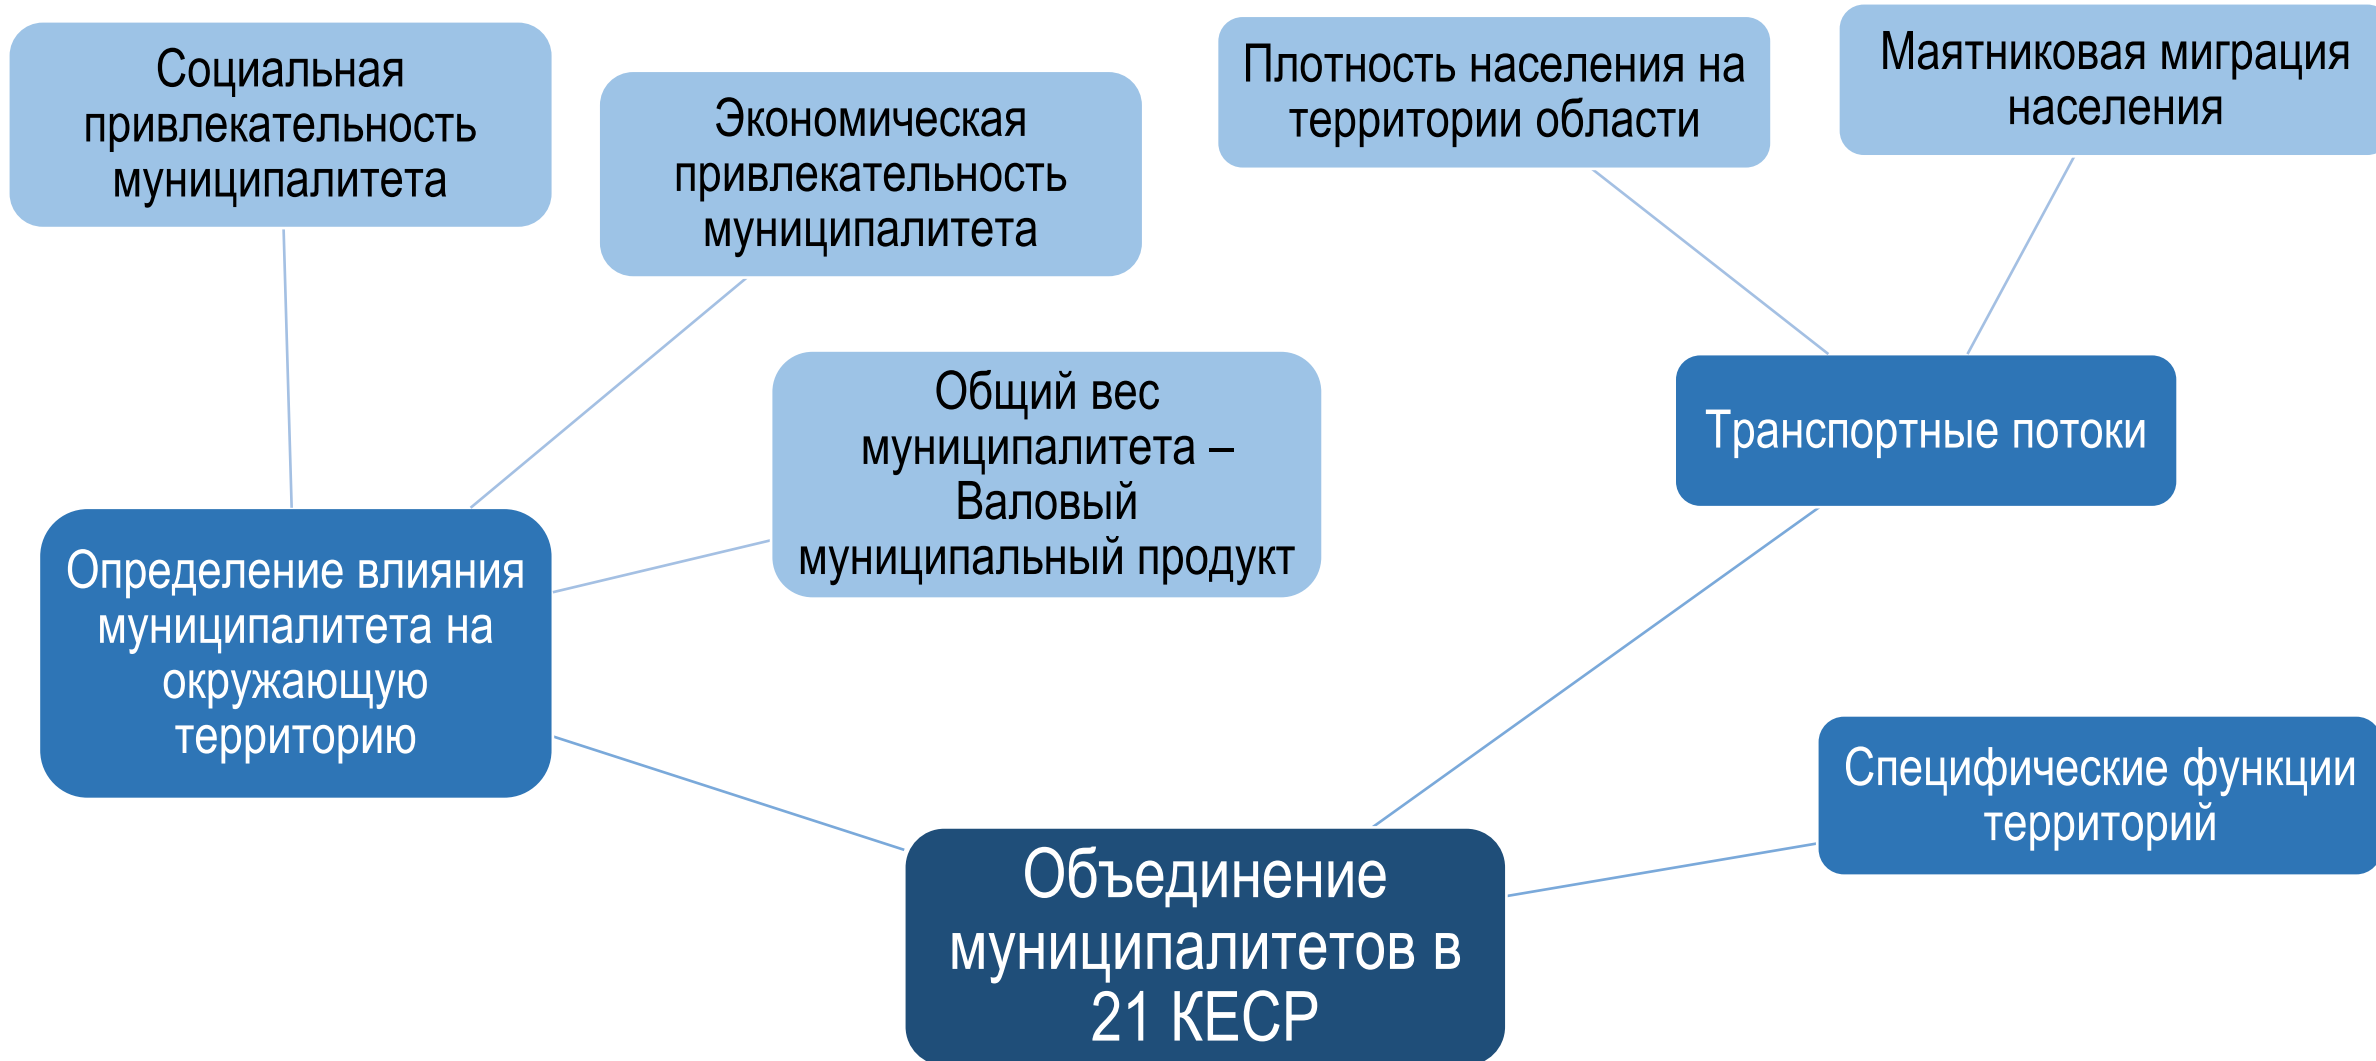 Социальная
привлекательность
муниципалитета
Экономическая
привлекательность
муниципалитета
Плотность населения на
территории области
Маятниковая миграция
населения
Общий вес
муниципалитета –
Валовый
муниципальный продукт
Транспортные потоки
Определение влияния
муниципалитета на
окружающую
территорию
Специфические функции
территорий
Объединение
муниципалитетов в
21 КЕСР